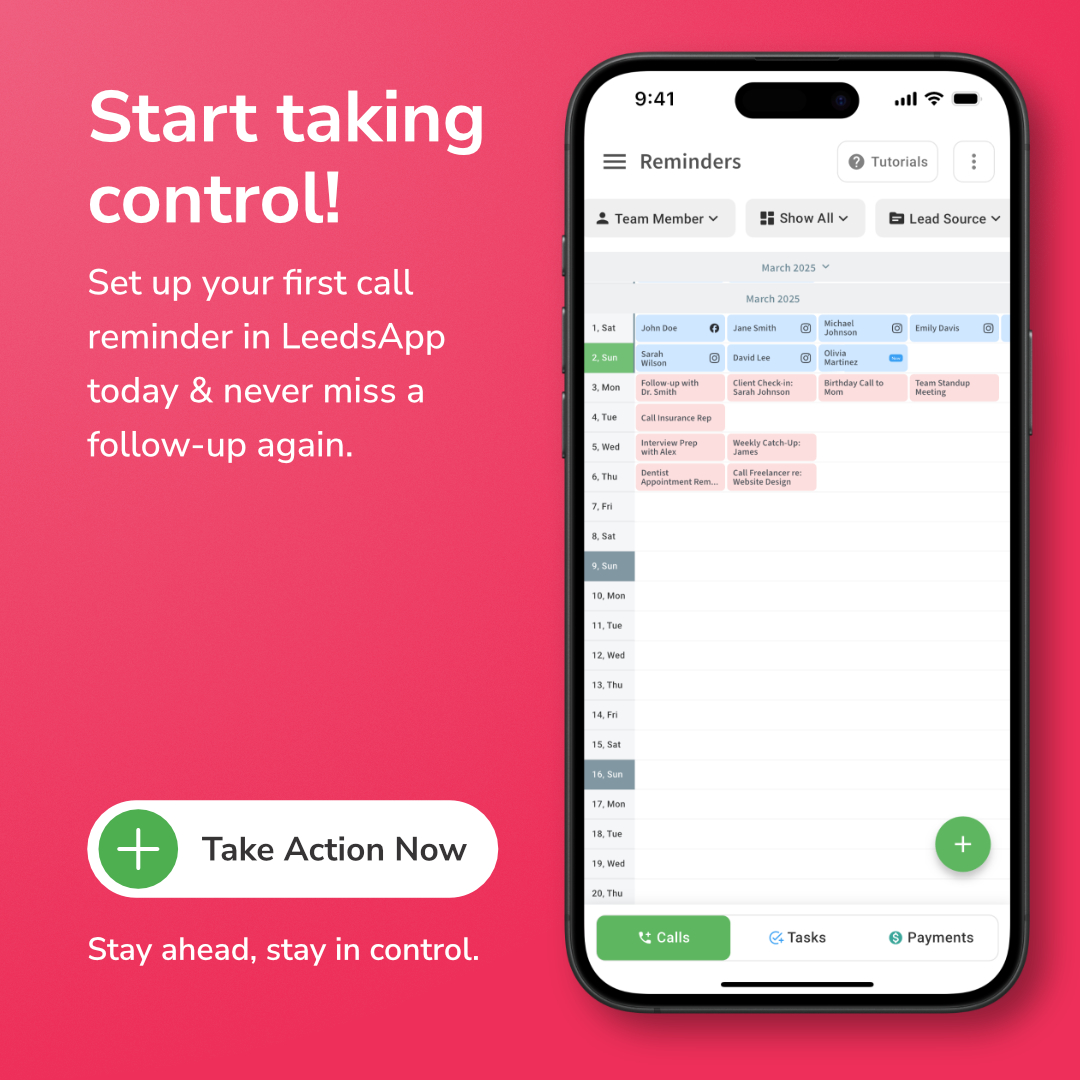 Start taking
control!
Set up your first call
reminder in LeedsApp
today & never miss a
follow-up again.
Take Action Now
Stay ahead, stay in control.
9:41
Reminders
Tutorials
Team Member
Show All
Lead Source
March 2025
March 2025
1, Sat
John Doe
Jane Smith
Michael
Johnson
Emily Davis
2, Sun
Sarah
Wilson
David Lee
Olivia
Martinez
3, Mon
Follow-up with
Dr. Smith
Client Check-in:
Sarah Johnson
Birthday Call to
Mom
Team Standup
Meeting
4, Tue
Call Insurance Rep
5, Wed
Interview Prep
with Alex
Weekly Catch-Up:
James
6, Thu
Dentist
Appointment Rem...
Call Freelancer re:
Website Design
7, Fri
8, Sat
9, Sun
10, Mon
11, Tue
12, Wed
13, Thu
14, Fri
15, Sat
16, Sun
17, Mon
18, Tue
19, Wed
20, Thu
Calls
Tasks
Payments